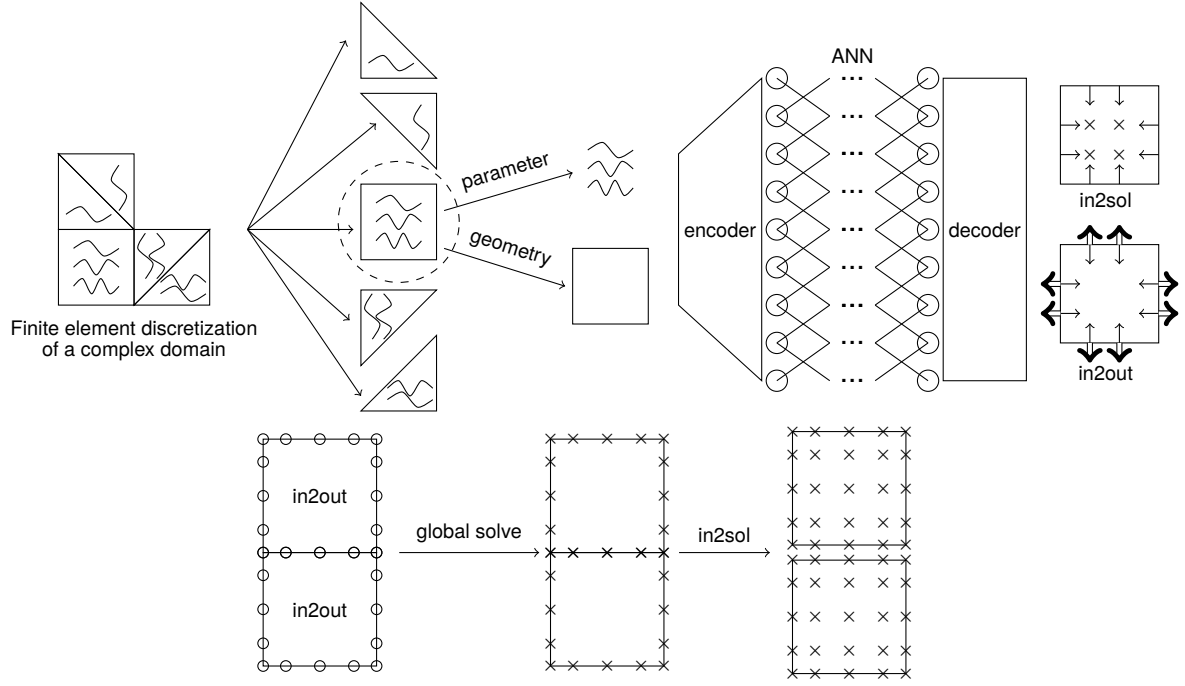 Finite element discretization
of a complex domain
parameter
geometry
encoder
ANN
...
...
...
...
...
...
...
...
...
decoder
in2sol
in2out
in2out
in2out
global solve
in2sol